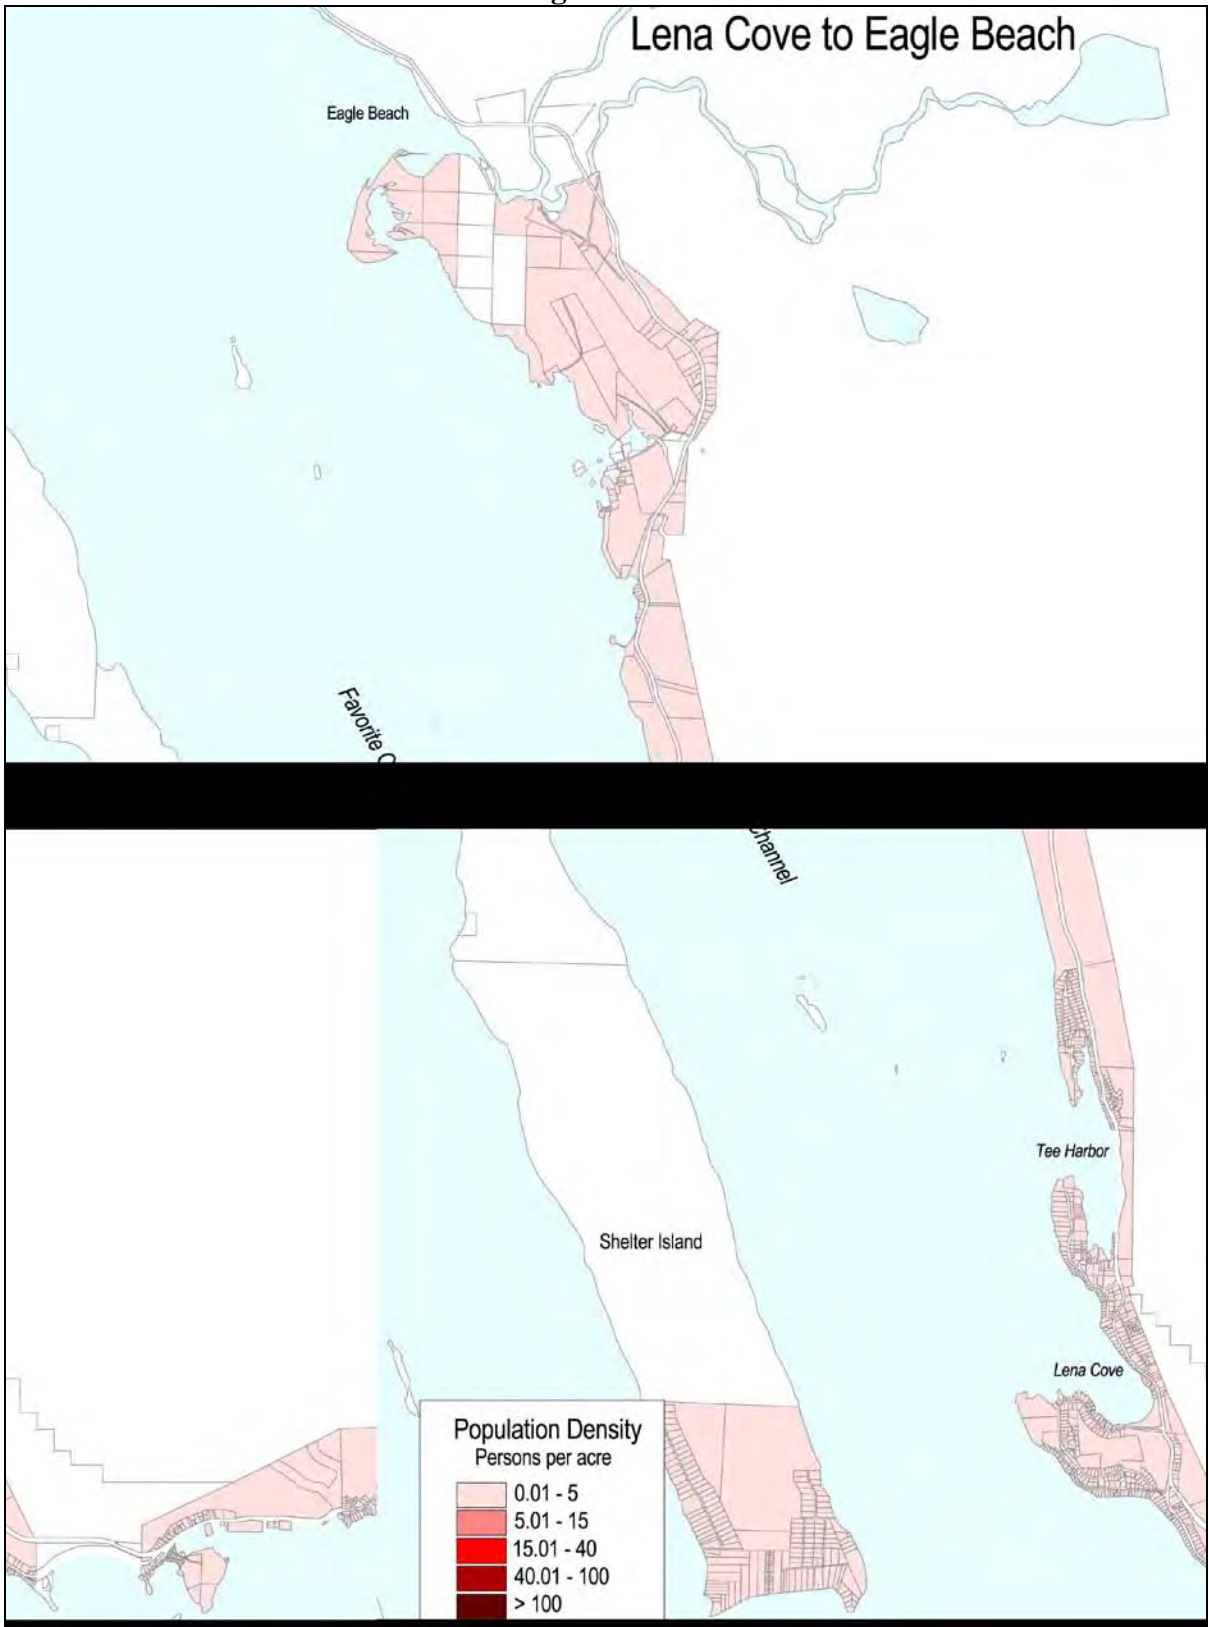 Lena Cove to Eagle Beach
Eagle Beach
Favorite C
Channel
Tee Harbor
Shelter Island
Lena Cove
Population Density
Persons per acre
0.01 - 5
5.01 - 15
15.01 - 40
40.01 - 100
> 100